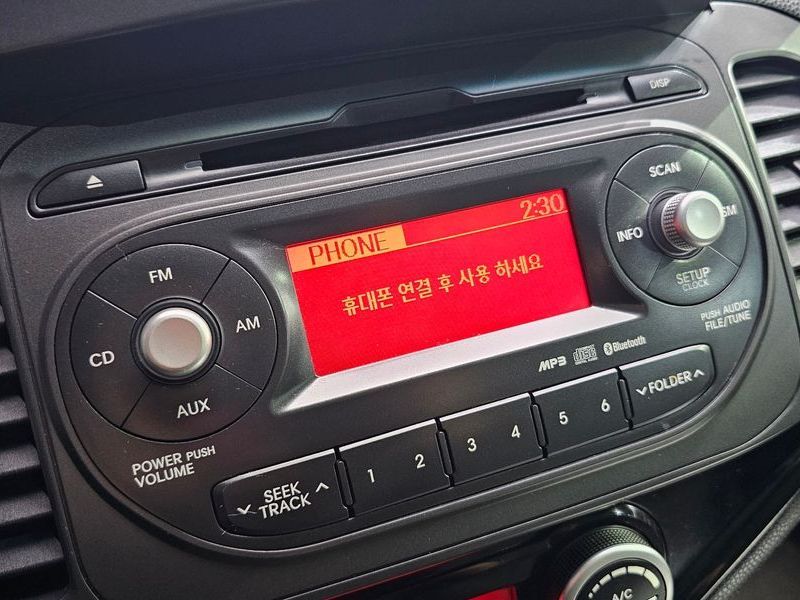 DISP
SCAN
INFO
SETUP
CLOCK
PUSH AUDIO
FILE/TUNE
PHONE 2:30
휴대폰 연결 후 사용 하세요
FM
AM
CD
AUX
POWER PUSH
VOLUME
MP3 Bluetooth
SEEK
TRACK
1 2
3 4
5 6
FOLDER
A/C